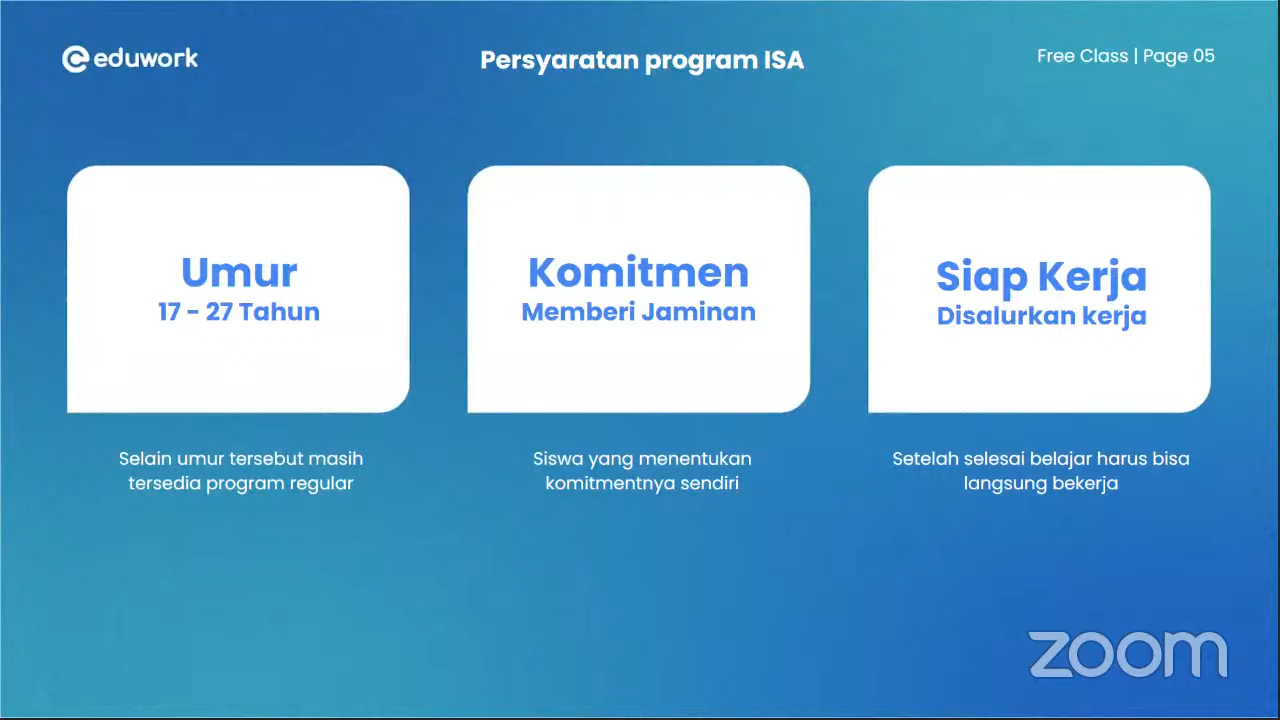 eduwork
Persyaratan program ISA
Free Class | Page 05
Umur
17 - 27 Tahun
Komitmen
Memberi Jaminan
Siap Kerja
Disalurkan kerja
Selain umur tersebut masih
tersedia program regular
Siswa yang menentukan
komitmentnya sendiri
Setelah selesai belajar harus bisa
langsung bekerja
zoom